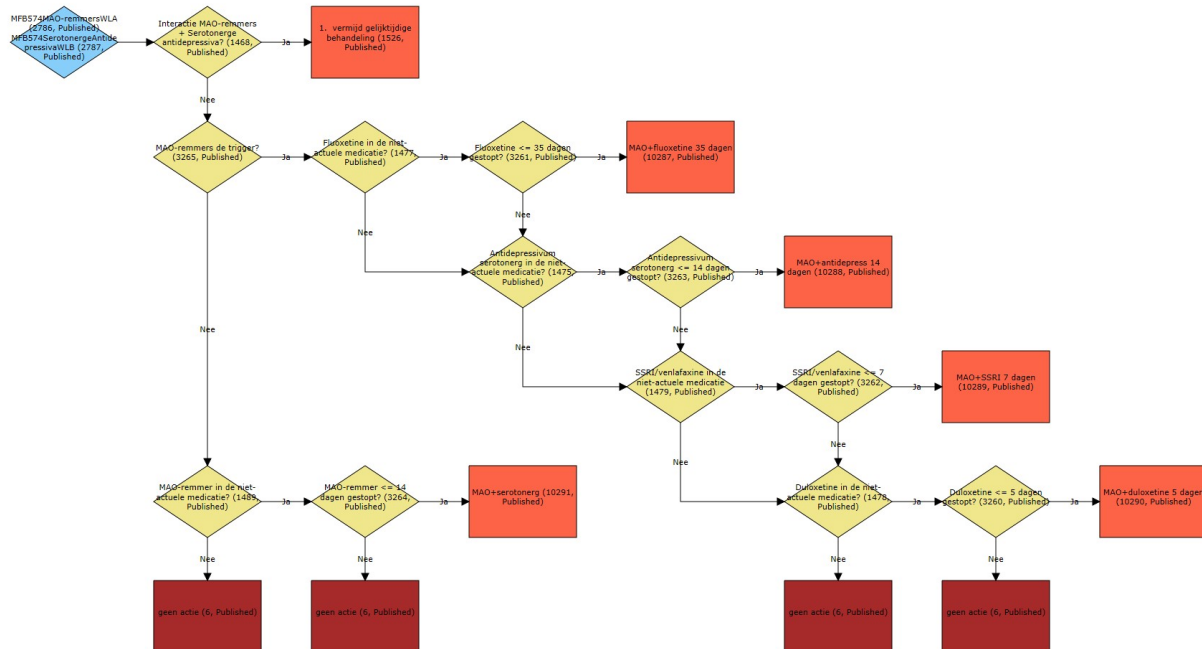 MFB574MAO-remmersWLA
(2786, Published)
MFB574SerotonergeAntide
pressivaWLB (2787,
Published)
Interactie MAO-remmers
+ Serotonerge
antidepressiva? (1468,
Published)
Ja
1. vermijd gelijktijdige
behandeling (1526,
Published)
Nee
MAO-remmers de trigger?
(3265, Published)
Ja
Fluoxetine in de niet-
actuele medicatie? (1477,
Published)
Ja
Fluoxetine <= 35 dagen
gestopt? (3261, Published)
Ja
MAO+fluoxetine 35 dagen
(10287, Published)
Nee
Nee
Nee
Antidepressivum
serotonerg in de niet-
actuele medicatie? (1475,
Published)
Ja
Antidepressivum
serotonerg <= 14 dagen
gestopt? (3263, Published)
Ja
MAO+antidepress 14
dagen (10288, Published)
Nee
Nee
SSRI/venlafaxine in de
niet-actuele medicatie
(1479, Published)
Ja
SSRI/venlafaxine <= 7
dagen gestopt? (3262,
Published)
Ja
MAO+SSRI 7 dagen
(10289, Published)
Nee
Nee
MAO-remmer in de niet-
actuele medicatie? (1489,
Published)
Ja
MAO-remmer <= 14
dagen gestopt? (3264,
Published)
Ja
MAO+serotonerg (10291,
Published)
Duloxetine in de niet-
actuele medicatie? (1478,
Published)
Ja
Duloxetine <= 5 dagen
gestopt? (3260, Published)
Ja
MAO+duloxetine 5 dagen
(10290, Published)
Nee
Nee
Nee
Nee
geen actie (6, Published)
geen actie (6, Published)
geen actie (6, Published)
geen actie (6, Published)